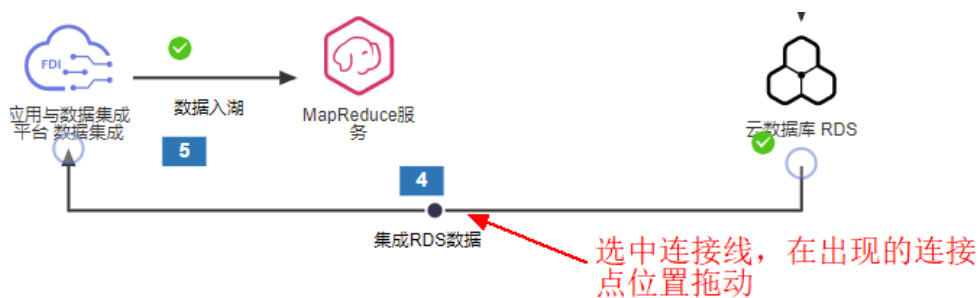 FDI
数据入湖
应用与数据集成
平台 数据集成
MapReduce服
务
云数据库 RDS
5
4
集成RDS数据
选中连接线，在出现的连接
点位置拖动